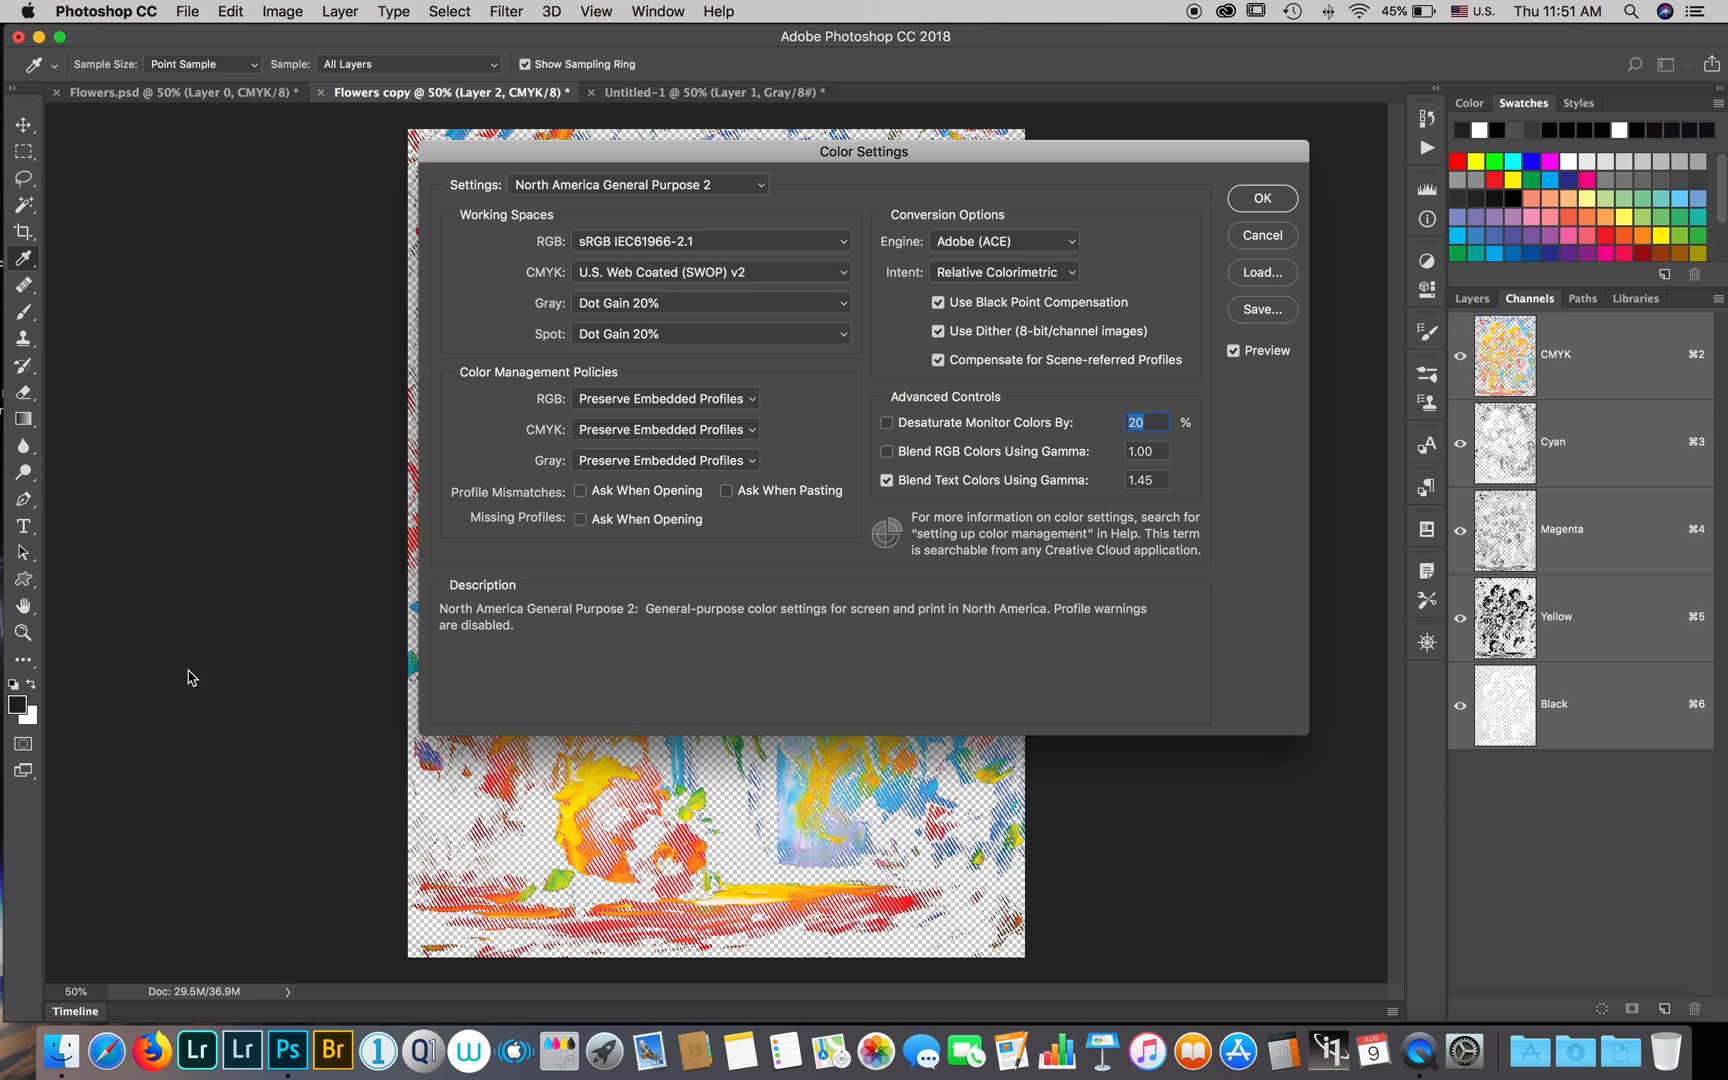 Photoshop CC File Edit Image Layer Type Select Filter 3D View Window Help 45% U.S. Thu 11:51 AM
Adobe Photoshop CC 2018
Sample Size: Point Sample Sample: All Layers Show Sampling Ring
Flowers.psd @ 50% (Layer 0, CMYK/8) * Flowers copy @ 50% (Layer 2, CMYK/8) * Untitled-1 @ 50% (Layer 1, Gray/8#) *
Color Swatches Styles
Color Settings
Settings: North America General Purpose 2
OK
Working Spaces
RGB: sRGB IEC61966-2.1
CMYK: U.S. Web Coated (SWOP) v2
Gray: Dot Gain 20%
Spot: Dot Gain 20%
Conversion Options
Engine: Adobe (ACE)
Intent: Relative Colorimetric
Use Black Point Compensation
Use Dither (8-bit/channel images)
Compensate for Scene-referred Profiles
Cancel
Load...
Save...
Preview
Color Management Policies
RGB: Preserve Embedded Profiles
CMYK: Preserve Embedded Profiles
Gray: Preserve Embedded Profiles
Profile Mismatches: Ask When Opening Ask When Pasting
Missing Profiles: Ask When Opening
Advanced Controls
Desaturate Monitor Colors By: 20 %
Blend RGB Colors Using Gamma: 1.00
Blend Text Colors Using Gamma: 1.45
For more information on color settings, search for
"setting up color management" in Help. This term
is searchable from any Creative Cloud application.
Description
North America General Purpose 2: General-purpose color settings for screen and print in North America. Profile warnings
are disabled.
Layers Channels Paths Libraries
CMYK ⌘2
Cyan ⌘3
Magenta ⌘4
Yellow ⌘5
Black ⌘6
50% Doc: 29.5M/36.9M
Timeline
Lr Lr Ps Br 1 Q1 W AUG 9